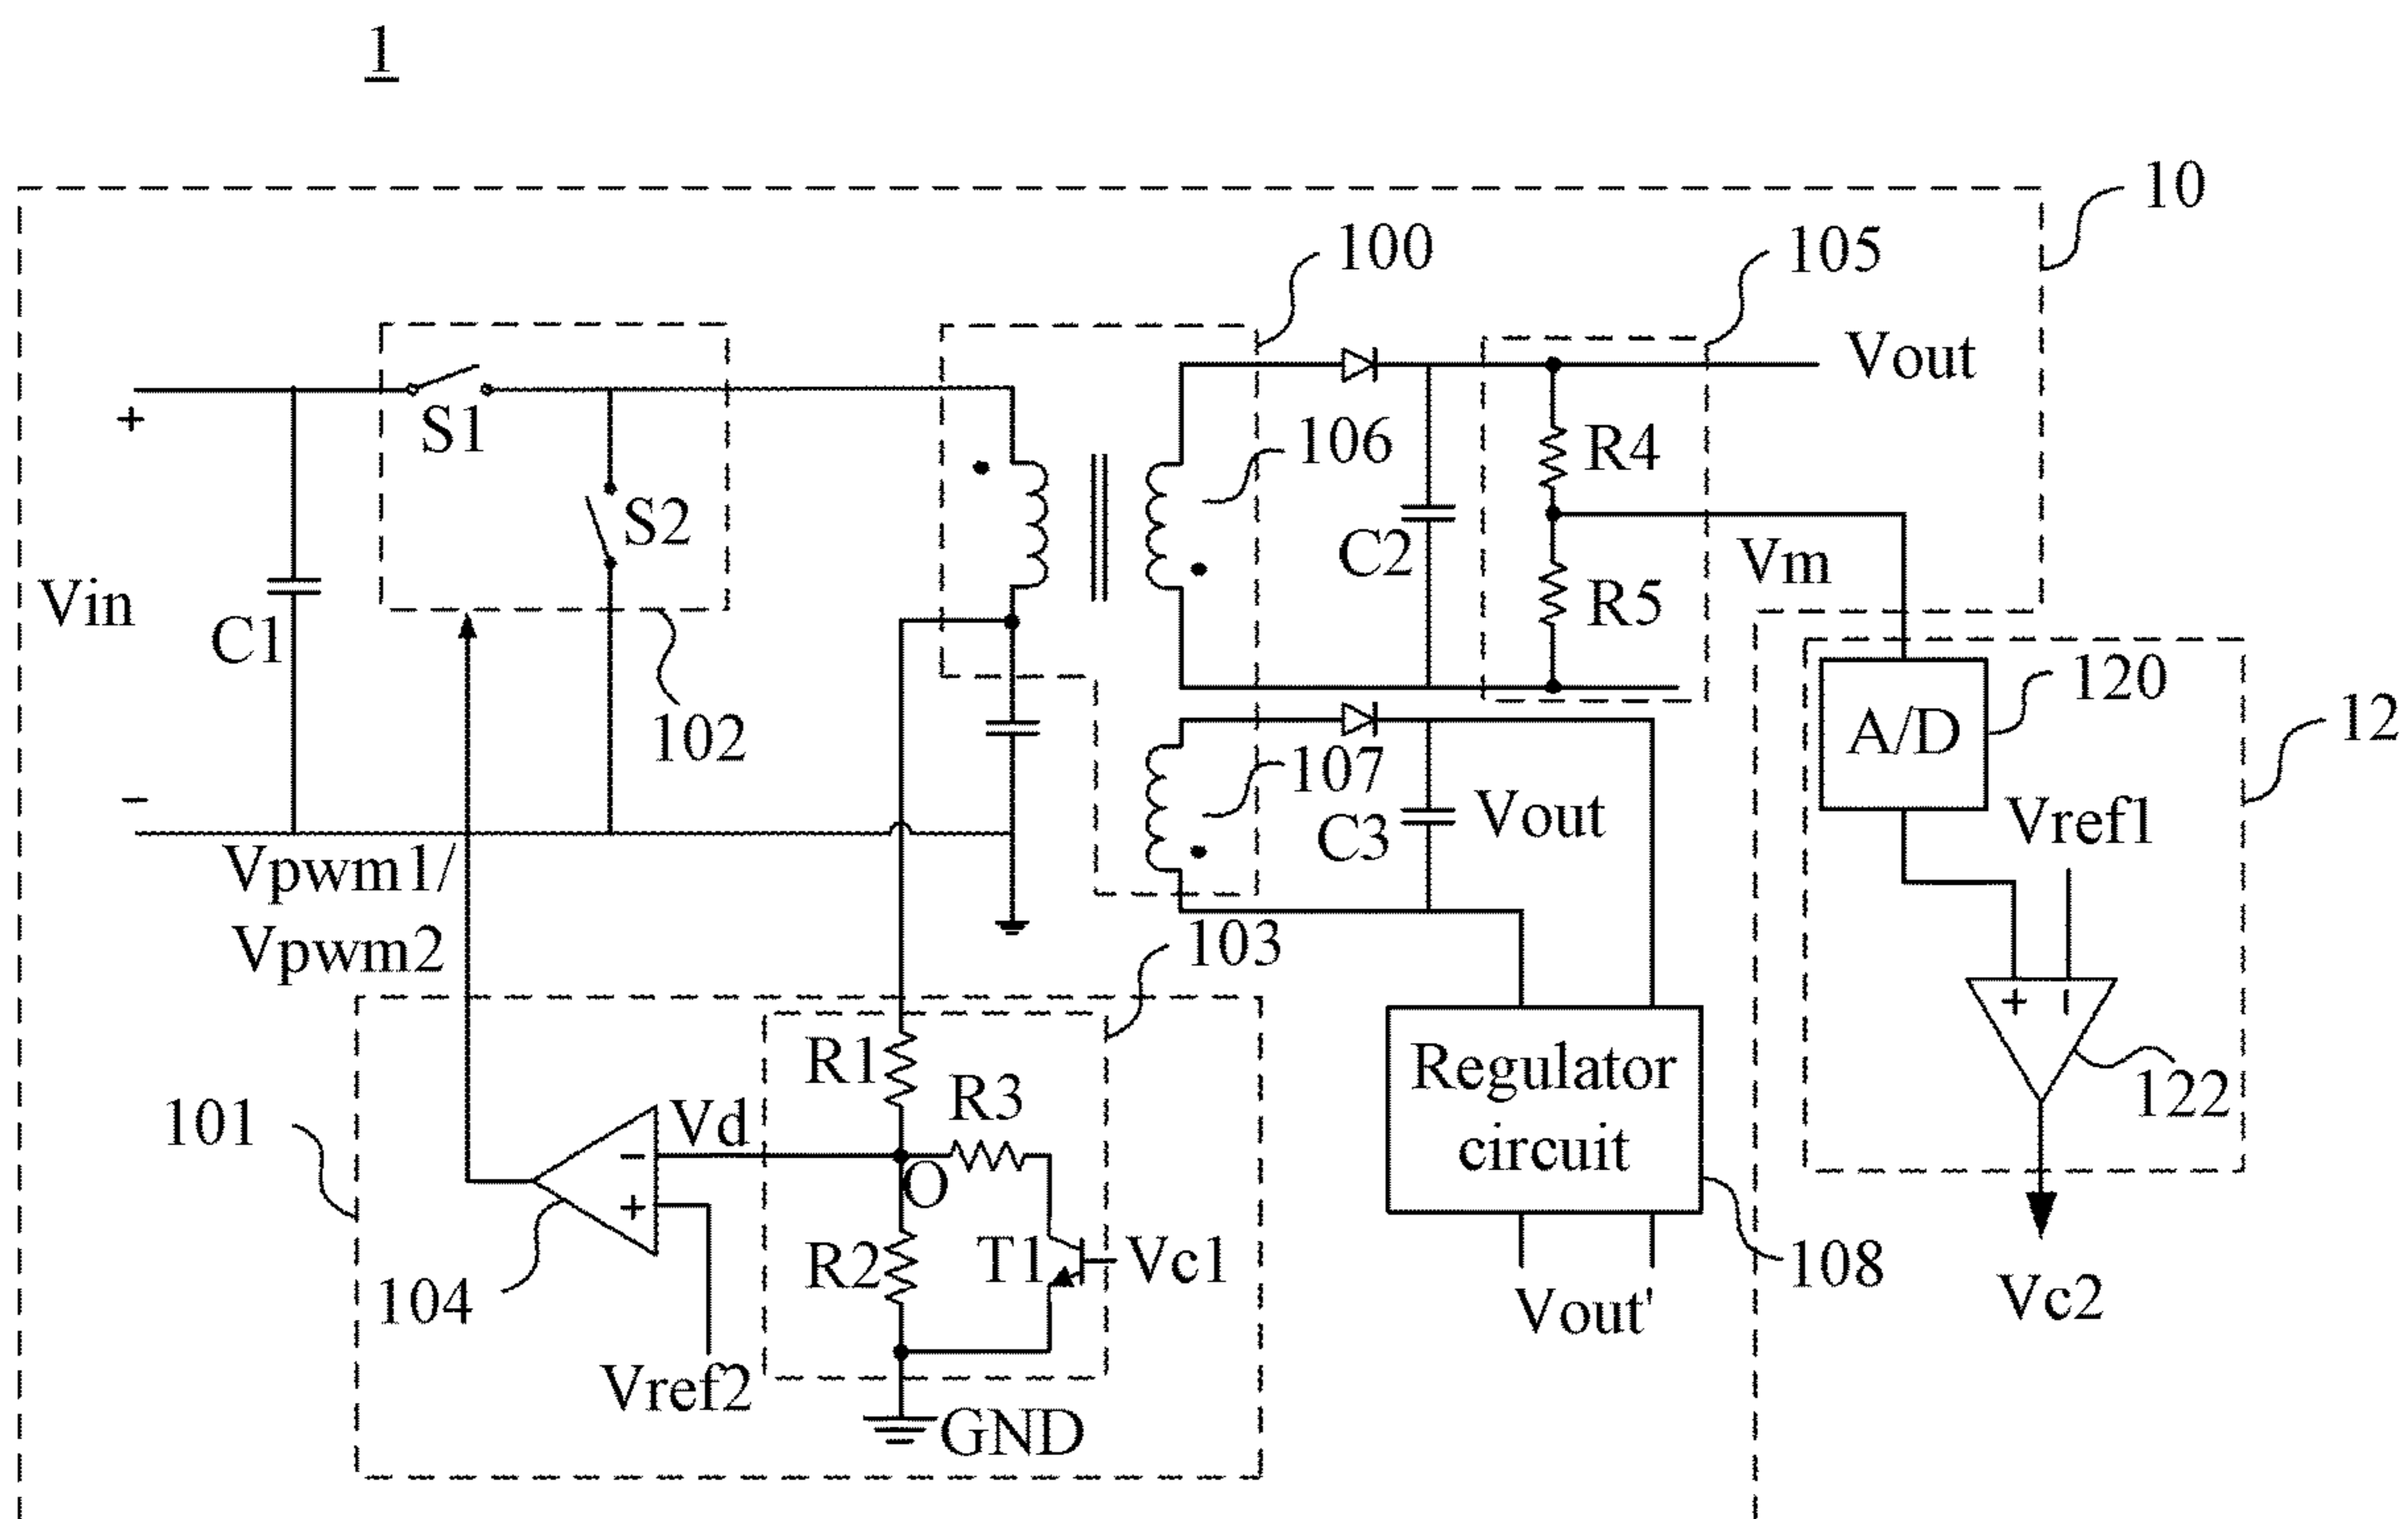 1
10
100
105
Vout
+
S1
106
R4
S2
C2
Vm
Vin
C1
R5
120
102
A/D
12
107
−
Vout
Vref1
C3
Vpwm1/
Vpwm2
103
+ −
R1
Regulator
circuit
R3
122
101
Vd
−
O
+
R2
T1
Vc1
108
104
Vc2
Vout'
Vref2
GND